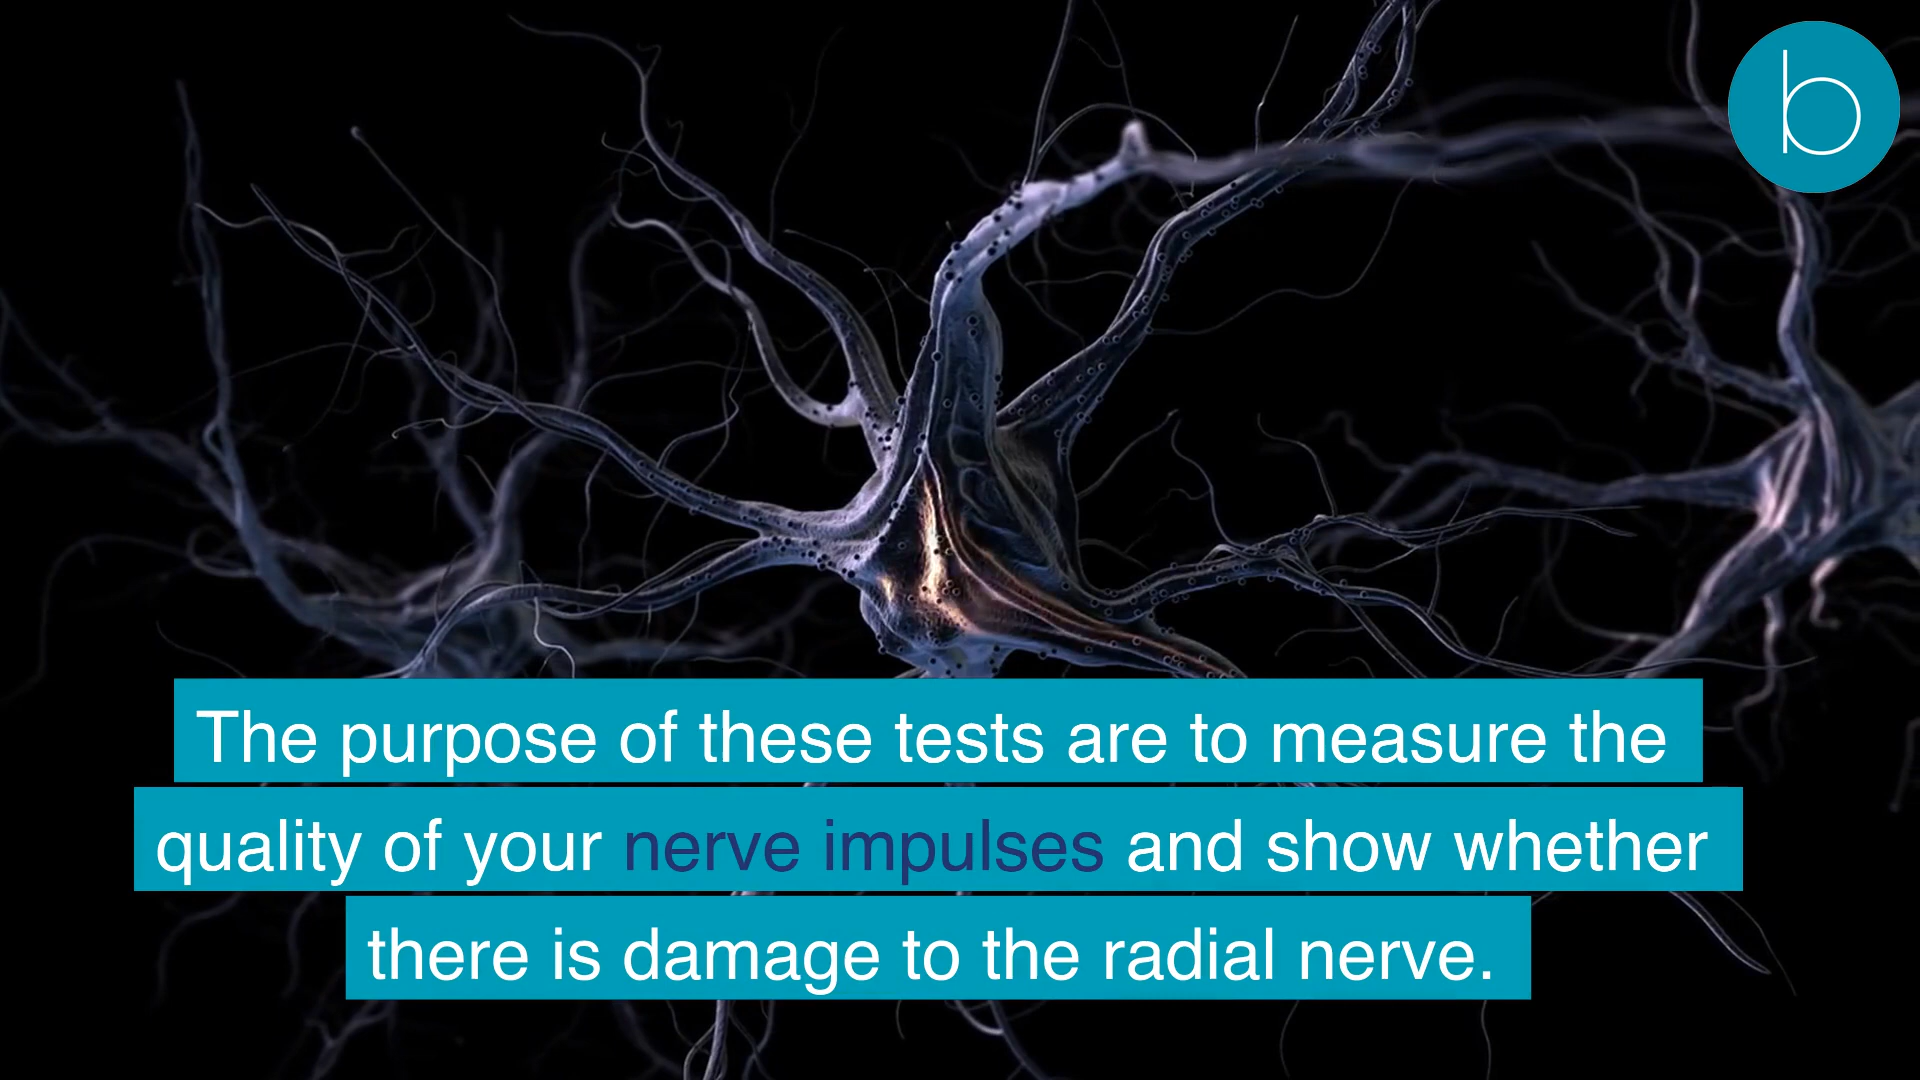 b
The purpose of these tests are to measure the
quality of your nerve impulses and show whether
there is damage to the radial nerve.